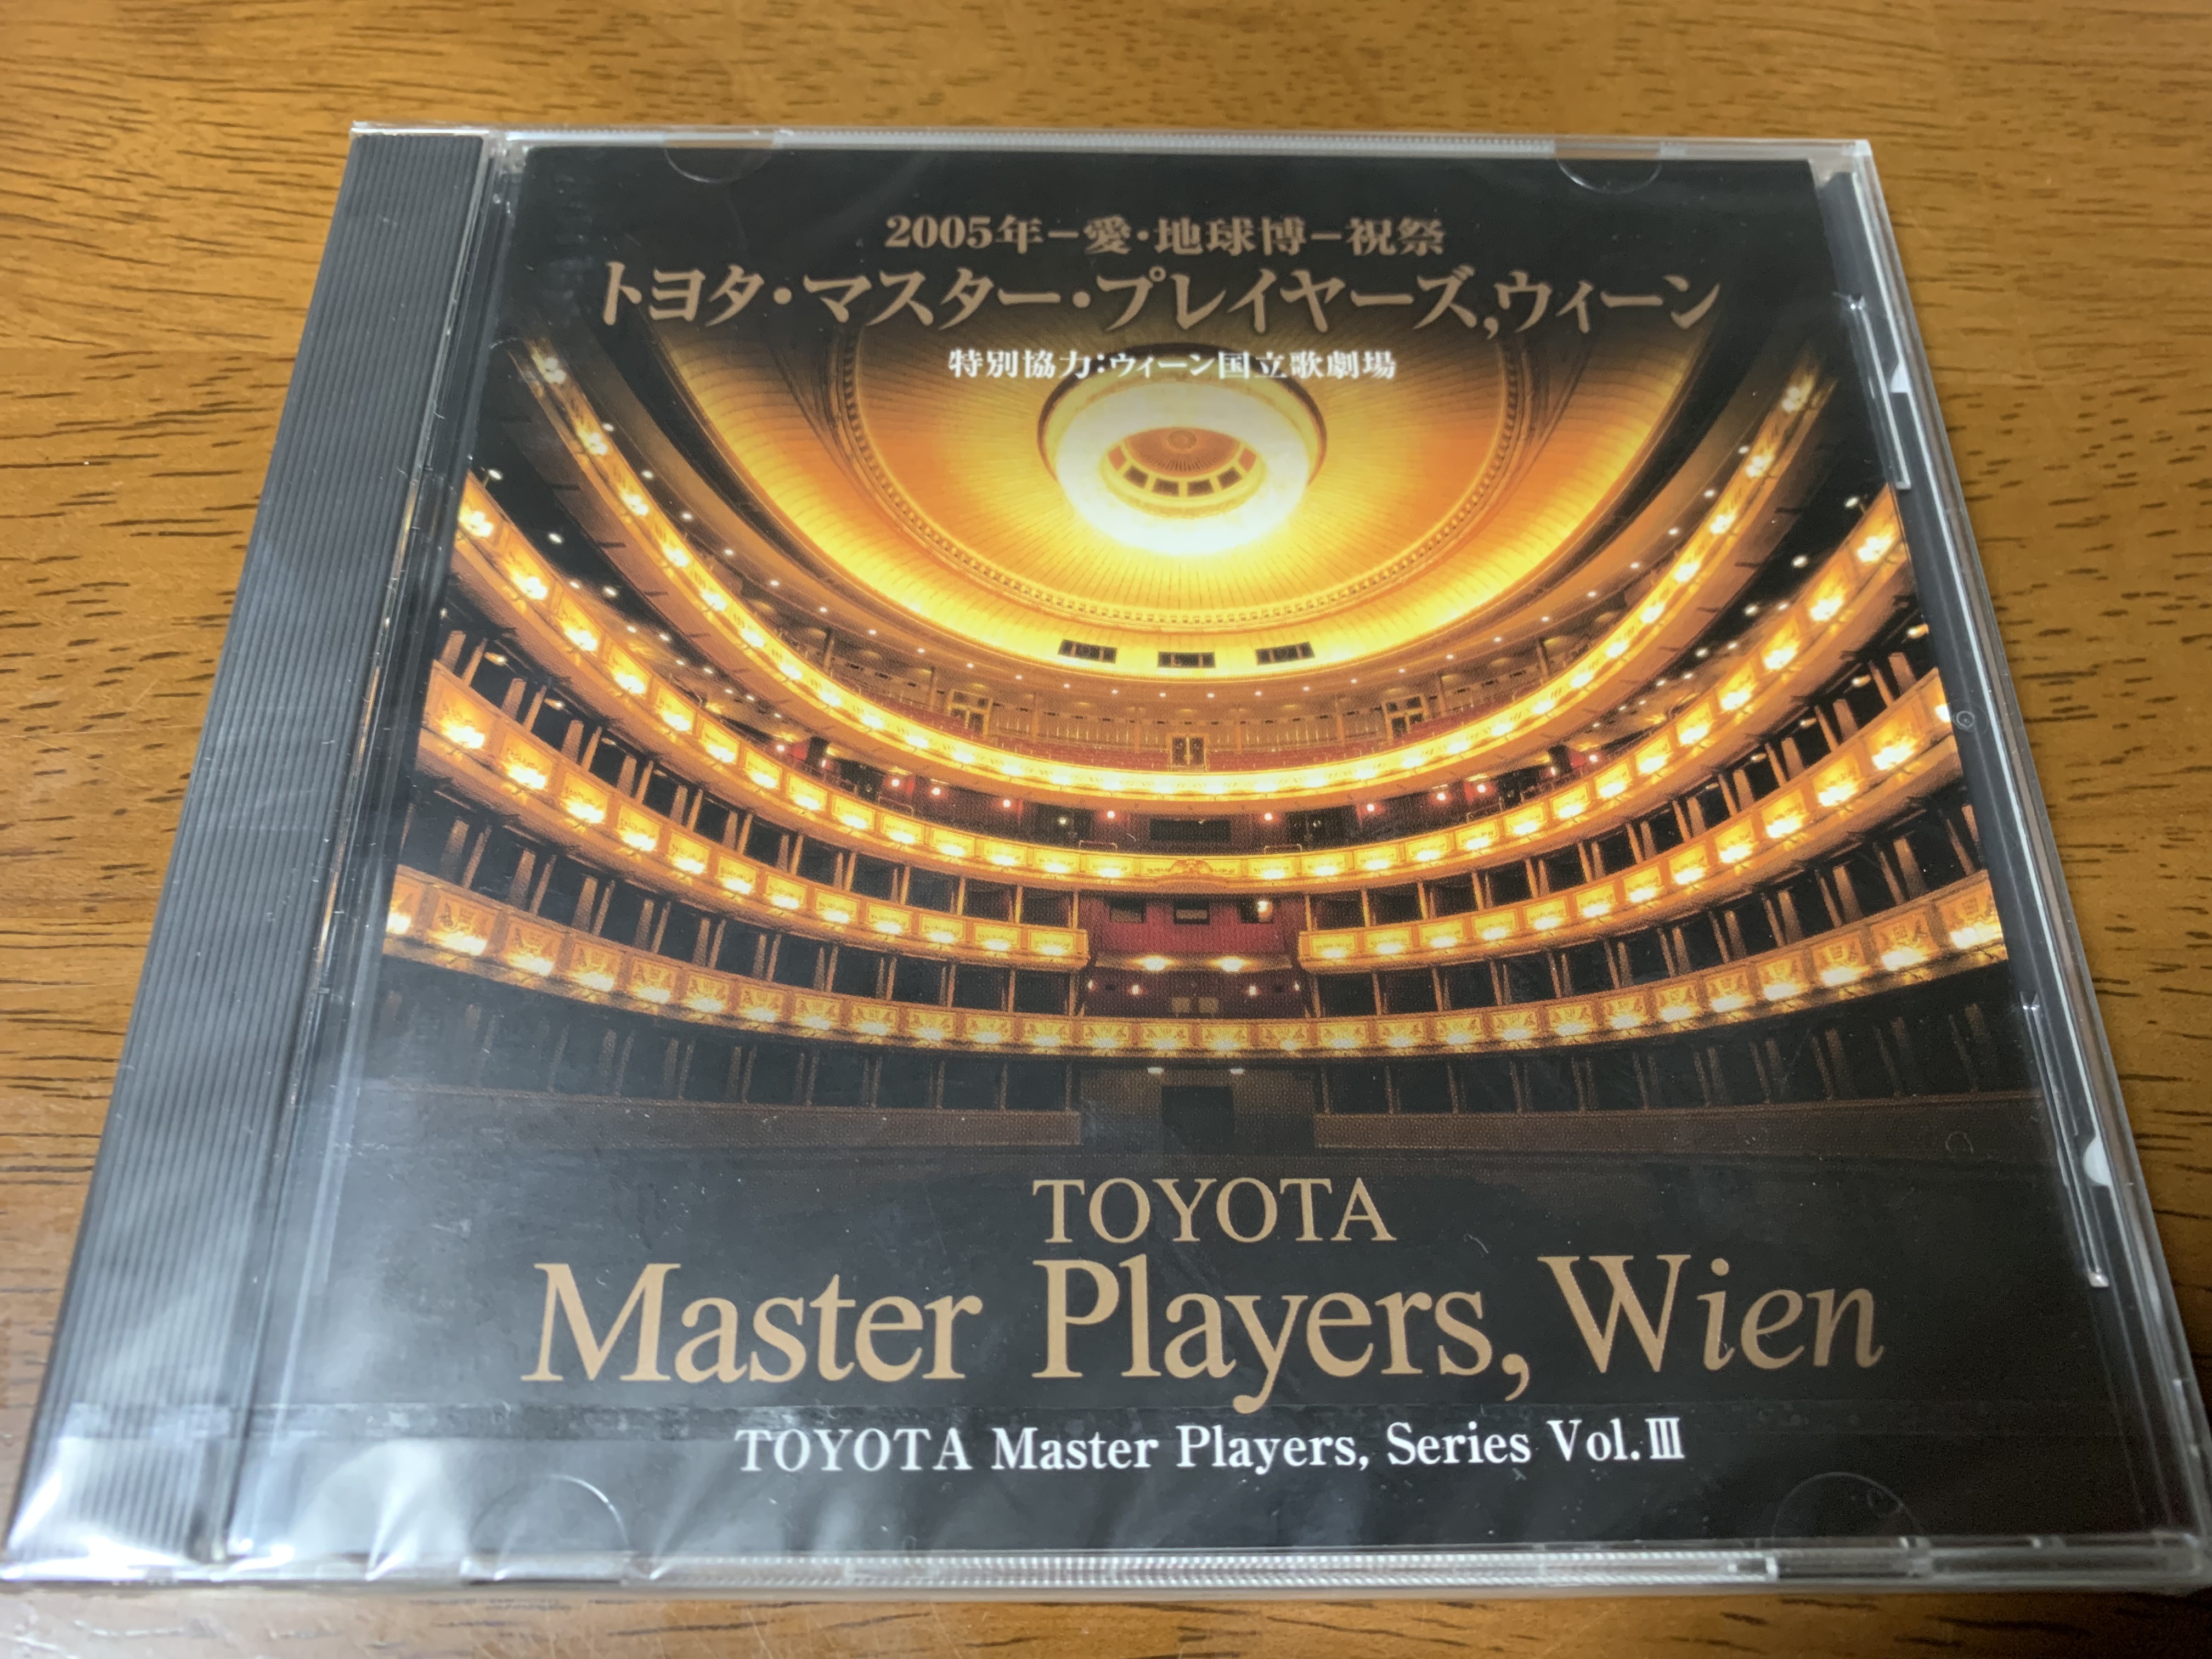 2005年−愛・地球博−祝祭
トヨタ・マスター・プレイヤーズ,ウィーン
特別協力:ウィーン国立歌劇場
TOYOTA
Master Players, Wien
TOYOTA Master Players, Series Vol.Ⅲ